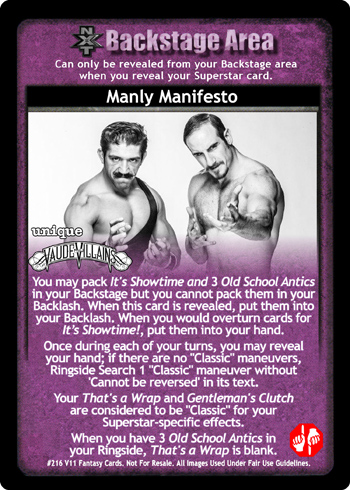 NXT Backstage Area
Can only be revealed from your Backstage area
when you reveal your Superstar card.
Manly Manifesto
unique
VAUDEVILLAINS
You may pack It's Showtime and 3 Old School Antics
in your Backstage but you cannot pack them in your
Backlash. When this card is revealed, put them into
your Backlash. When you would overturn cards for
It's Showtime!, put them into your hand.
Once during each of your turns, you may reveal
your hand; if there are no "Classic" maneuvers,
Ringside Search 1 "Classic" maneuver without
'Cannot be reversed' in its text.
Your That's a Wrap and Gentleman's Clutch
are considered to be "Classic" for your
Superstar-specific effects.
When you have 3 Old School Antics in
your Ringside, That's a Wrap is blank.
#216 V11 Fantasy Cards. Not For Resale. All Images Used Under Fair Use Guidelines.